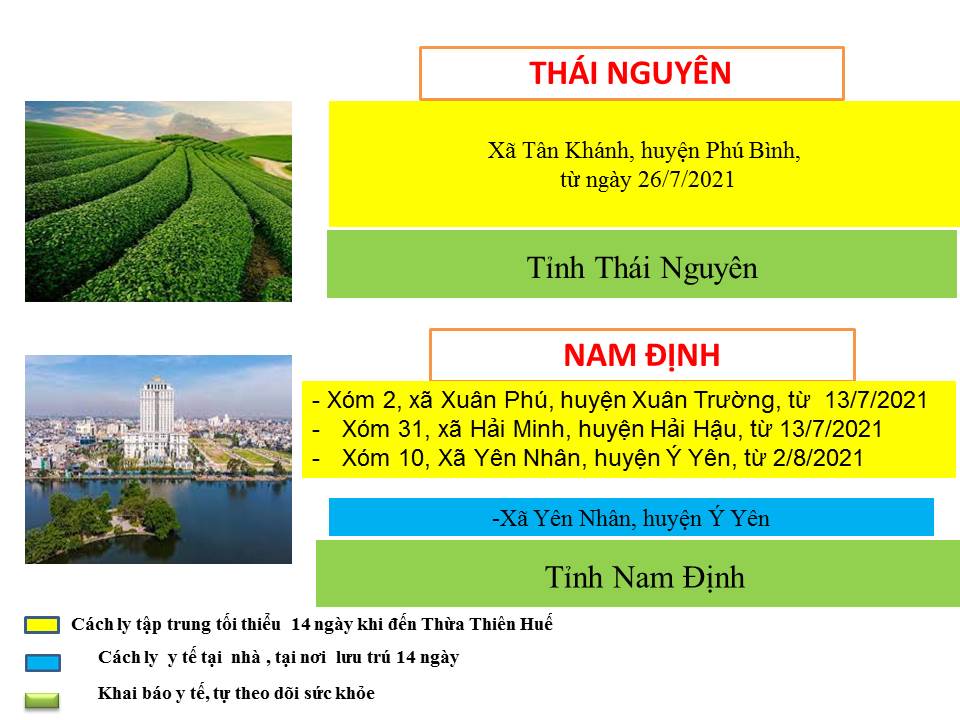 THÁI NGUYÊN
Xã Tân Khánh, huyện Phú Bình,
từ ngày 26/7/2021
Tỉnh Thái Nguyên
NAM ĐỊNH
- Xóm 2, xã Xuân Phú, huyện Xuân Trường, từ 13/7/2021
- Xóm 31, xã Hải Minh, huyện Hải Hậu, từ 13/7/2021
- Xóm 10, Xã Yên Nhân, huyện Ý Yên, từ 2/8/2021
-Xã Yên Nhân, huyện Ý Yên
Tỉnh Nam Định
Cách ly tập trung tối thiểu 14 ngày khi đến Thừa Thiên Huế
Cách ly y tế tại nhà , tại nơi lưu trú 14 ngày
Khai báo y tế, tự theo dõi sức khỏe